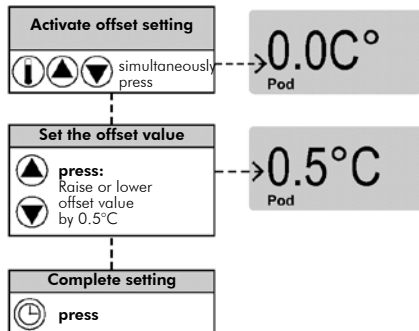 Activate offset setting
simultaneously
press
0.0C°
Pod
Set the offset value
press:
Raise or lower
offset value
by 0.5°C
0.5°C
Pod
Complete setting
press